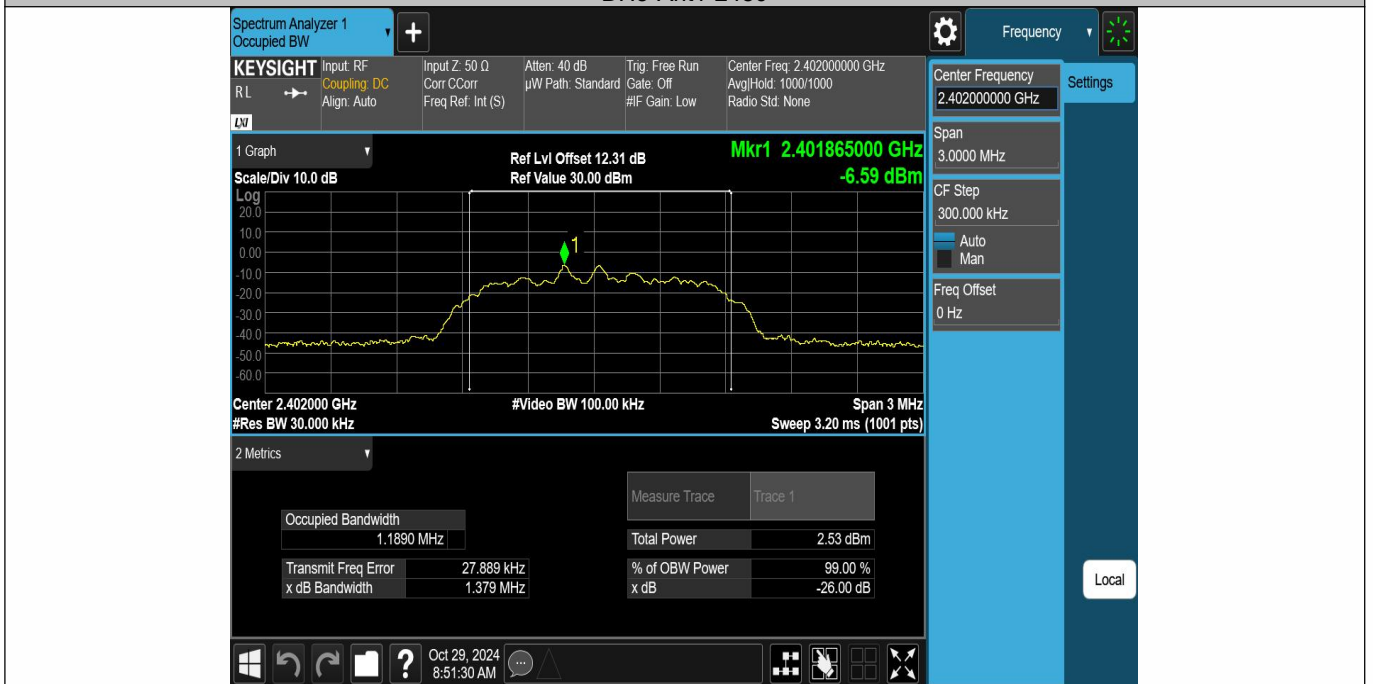 Spectrum Analyzer 1
Occupied BW
+
Frequency
KEYSIGHT
R L
LXI
Input: RF
Coupling: DC
Align: Auto
Input Z: 50 Ω
Corr CCorr
Freq Ref: Int (S)
Atten: 40 dB
µW Path: Standard
Trig: Free Run
Gate: Off
#IF Gain: Low
Center Freq: 2.402000000 GHz
Avg|Hold: 1000/1000
Radio Std: None
Center Frequency
2.402000000 GHz
Settings
Span
3.0000 MHz
CF Step
300.000 kHz
Auto
Man
Freq Offset
0 Hz
Local
1 Graph
Scale/Div 10.0 dB
Ref Lvl Offset 12.31 dB
Ref Value 30.00 dBm
Mkr1 2.401865000 GHz
-6.59 dBm
Log
20.0
10.0
0.00
-10.0
-20.0
-30.0
-40.0
-50.0
-60.0
1
Center 2.402000 GHz
#Video BW 100.00 kHz
Span 3 MHz
#Res BW 30.000 kHz
Sweep 3.20 ms (1001 pts)
2 Metrics
Measure Trace Trace 1
Occupied Bandwidth
1.1890 MHz
Total Power 2.53 dBm
Transmit Freq Error 27.889 kHz
% of OBW Power 99.00 %
x dB Bandwidth 1.379 MHz
x dB -26.00 dB
?
Oct 29, 2024
8:51:30 AM